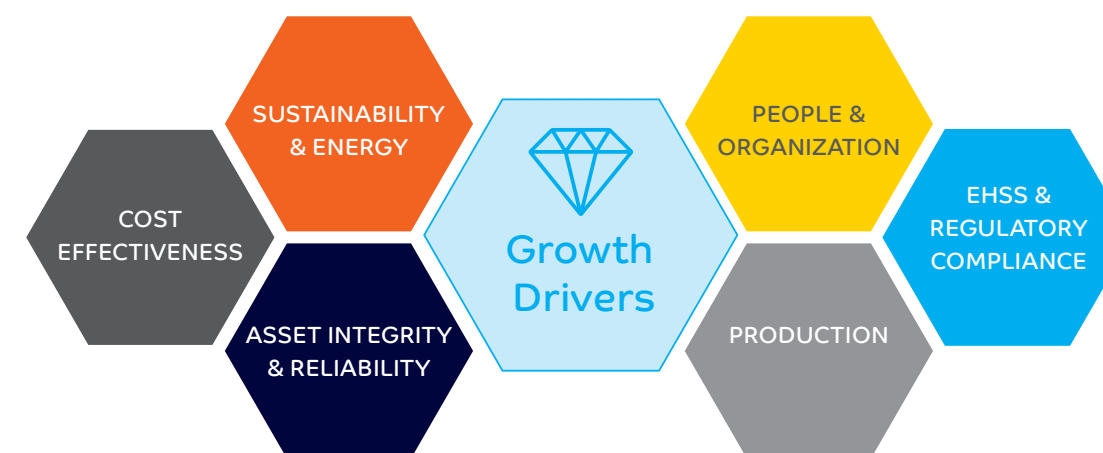 COST
EFFECTIVENESS
SUSTAINABILITY
& ENERGY
ASSET INTEGRITY
& RELIABILITY
Growth
Drivers
PEOPLE &
ORGANIZATION
PRODUCTION
EHSS &
REGULATORY
COMPLIANCE